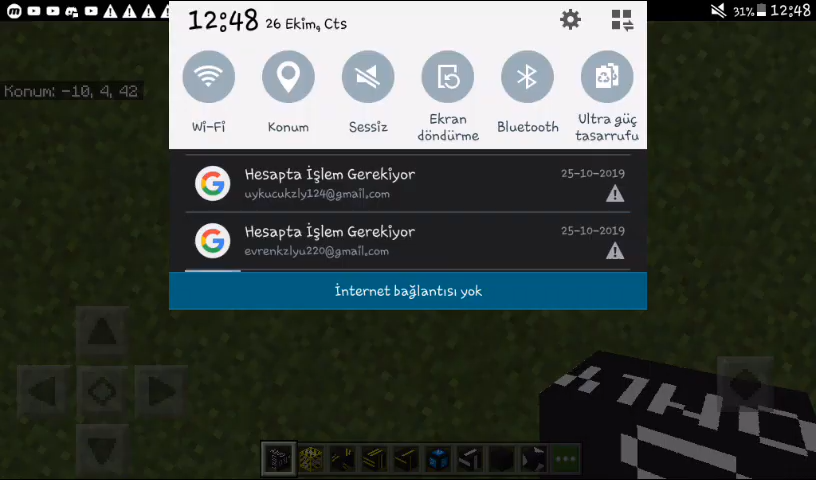 31% 12:48
12:48 26 Ekim, Cts
Konum: -10, 4, 42
Wi-Fi
Konum
Sessiz
Ekran döndürme
Bluetooth
Ultra güç tasarrufu
Hesapta İşlem Gerekiyor
25-10-2019
uykucukzly124@gmail.com
Hesapta İşlem Gerekiyor
25-10-2019
evrenkzlyu220@gmail.com
İnternet bağlantısı yok